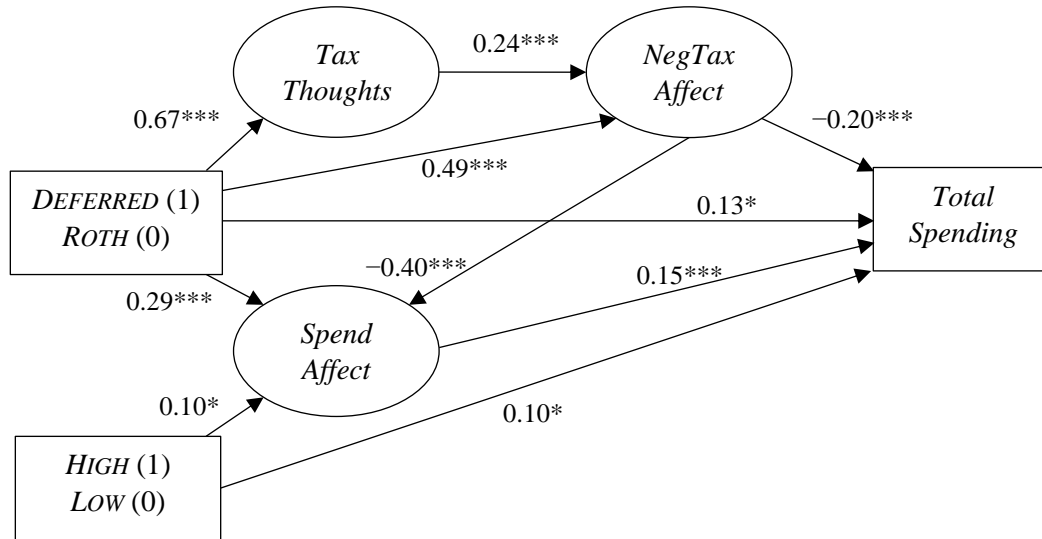 Tax
Thoughts
0.24***
NegTax
Affect
0.67***
−0.20***
0.49***
DEFERRED (1)
ROTH (0)
0.13*
Total
Spending
−0.40***
0.15***
0.29***
Spend
Affect
0.10*
0.10*
HIGH (1)
LOW (0)